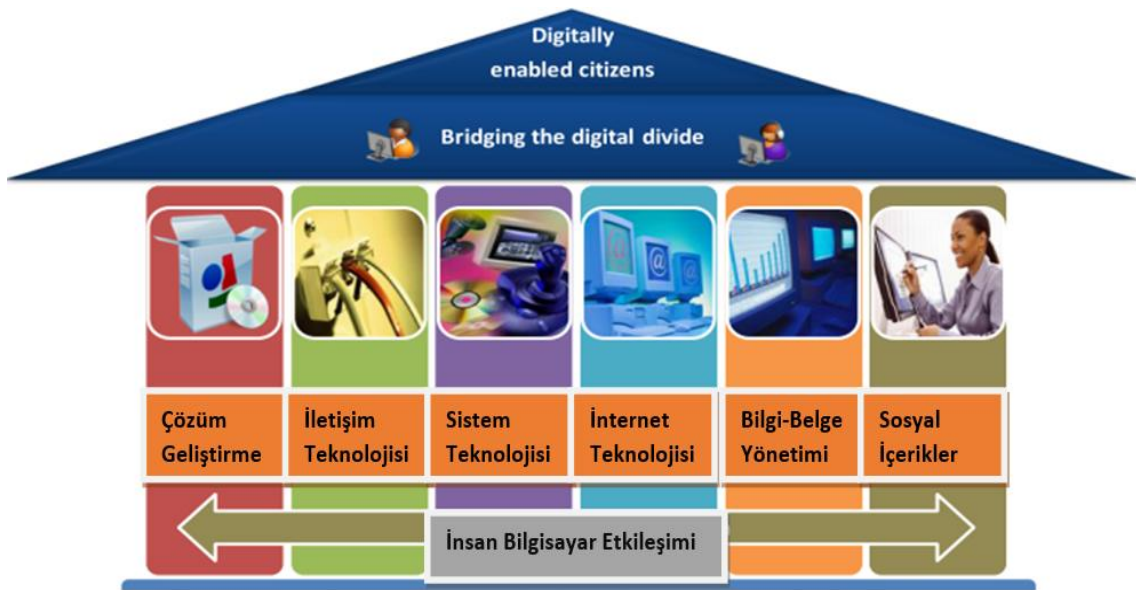 Digitally
enabled citizens
Bridging the digital divide
Çözüm
Geliştirme
İletişim
Teknolojisi
Sistem
Teknolojisi
İnternet
Teknolojisi
Bilgi-Belge
Yönetimi
Sosyal
İçerikler
İnsan Bilgisayar Etkileşimi